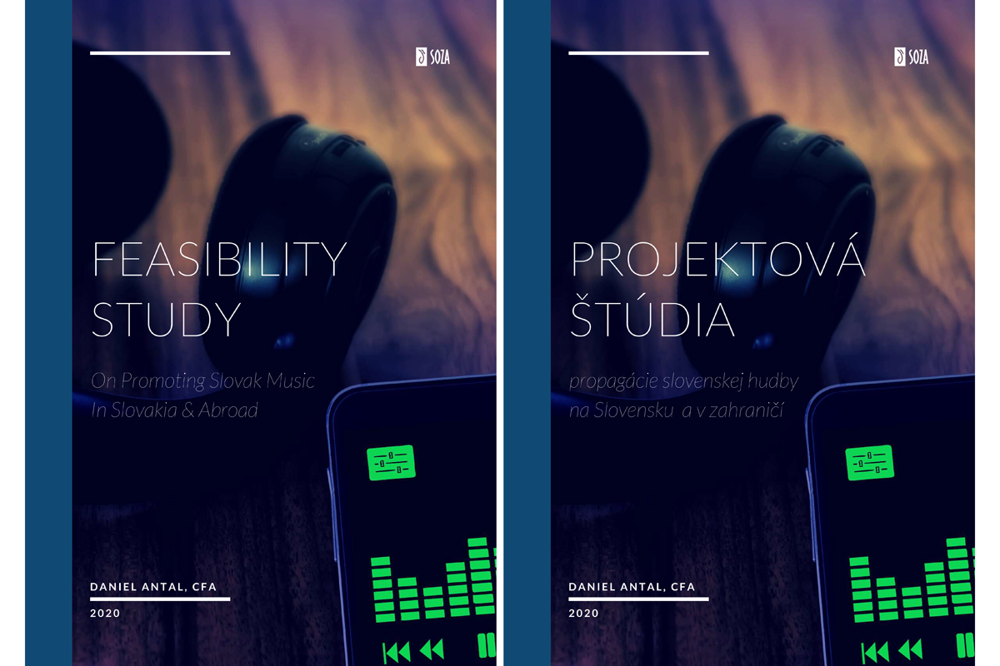 SOZA
FEASIBILITY
STUDY
On Promoting Slovak Music
In Slovakia & Abroad
DANIEL ANTAL, CFA
2020
SOZA
PROJEKTOVÁ
ŠTÚDIA
propagácie slovenskej hudby
na Slovensku a v zahraničí
DANIEL ANTAL, CFA
2020